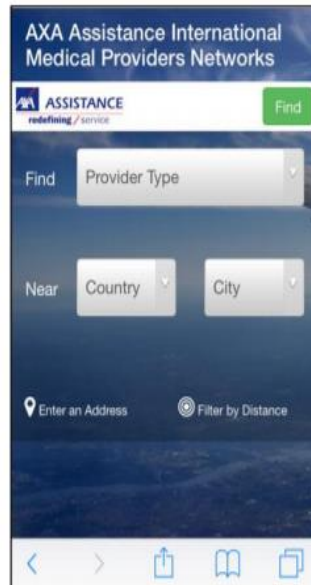 AXA Assistance International
Medical Providers Networks
AXA ASSISTANCE
redefining / service
Find
Find
Provider Type
Near
Country
City
Enter an Address
Filter by Distance